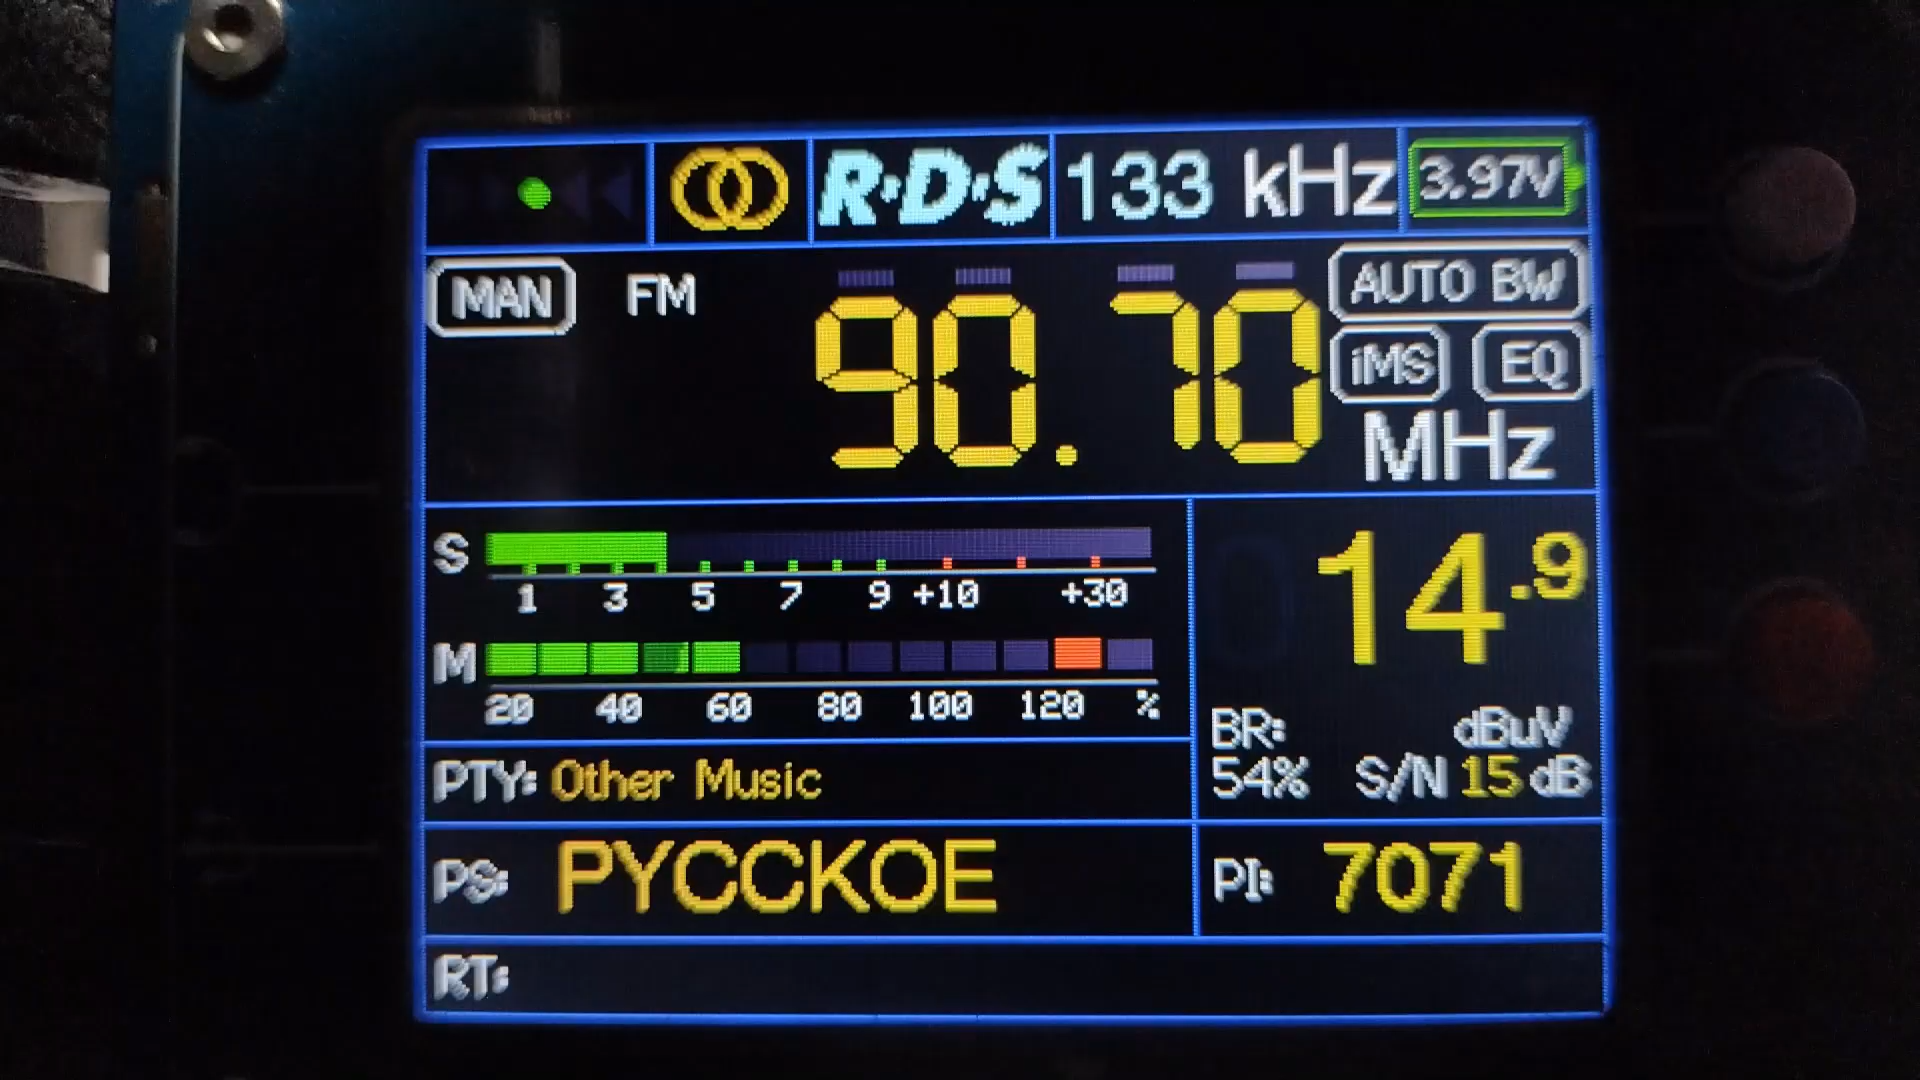 R·D·S 133 kHz 3.97V
MAN FM 90.70 AUTO BW
iMS EQ
MHz
S
1 3 5 7 9 +10 +30
14.9
M
20 40 60 80 100 120 %
BR: dBuV
54% S/N 15 dB
PTY: Other Music
PS: PYCCKOE PI: 7071
RT: